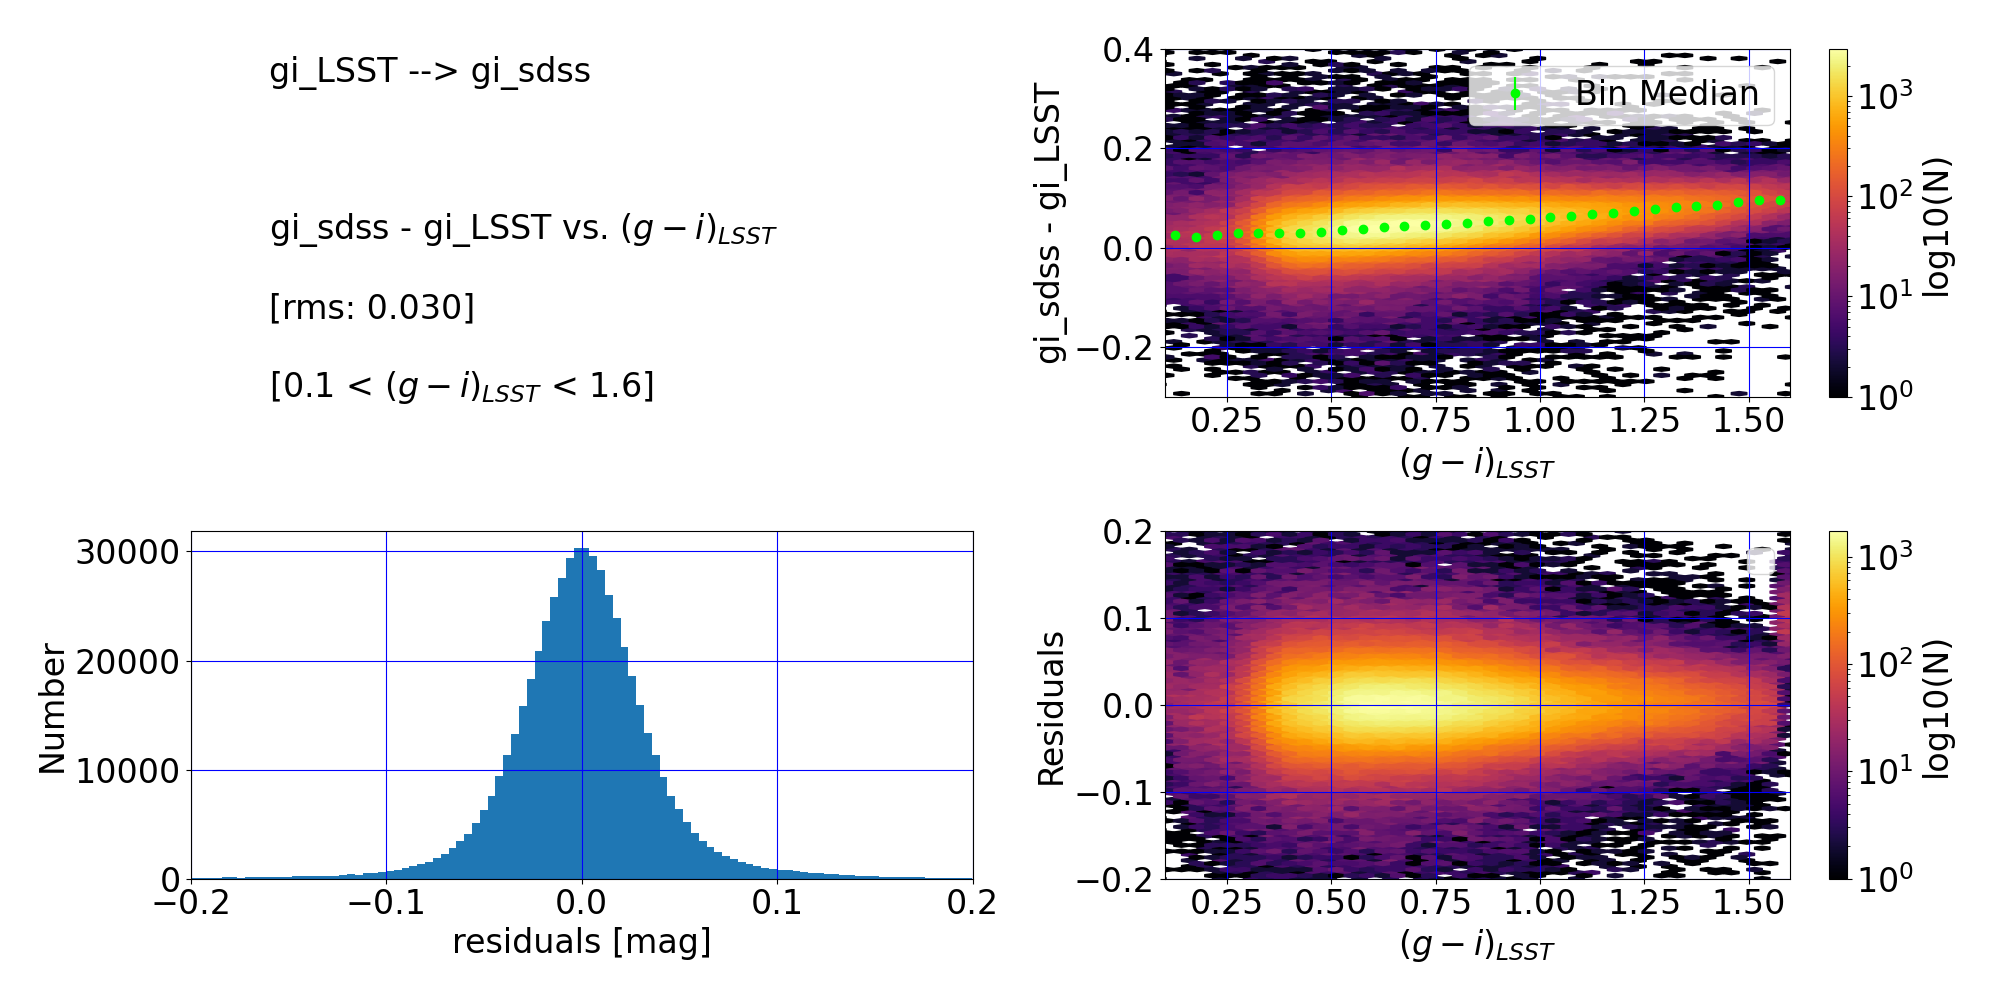 gi_LSST --> gi_sdss
gi_sdss - gi_LSST vs. (g − i)LSST
[rms: 0.030]
[0.1 < (g − i)LSST < 1.6]
0.4
0.2
0.0
−0.2
gi_sdss - gi_LSST
Bin Median
0.25 0.50 0.75 1.00 1.25 1.50
(g − i)LSST
10³
10²
10¹
10⁰
log10(N)
30000
20000
10000
0
Number
−0.2 −0.1 0.0 0.1 0.2
residuals [mag]
0.2
0.1
0.0
−0.1
−0.2
Residuals
0.25 0.50 0.75 1.00 1.25 1.50
(g − i)LSST
10³
10²
10¹
10⁰
log10(N)